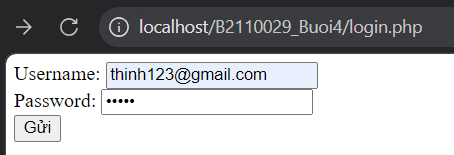 localhost/B2110029_Buoi4/login.php
Username: thinh123@gmail.com
Password: •••••
Gửi